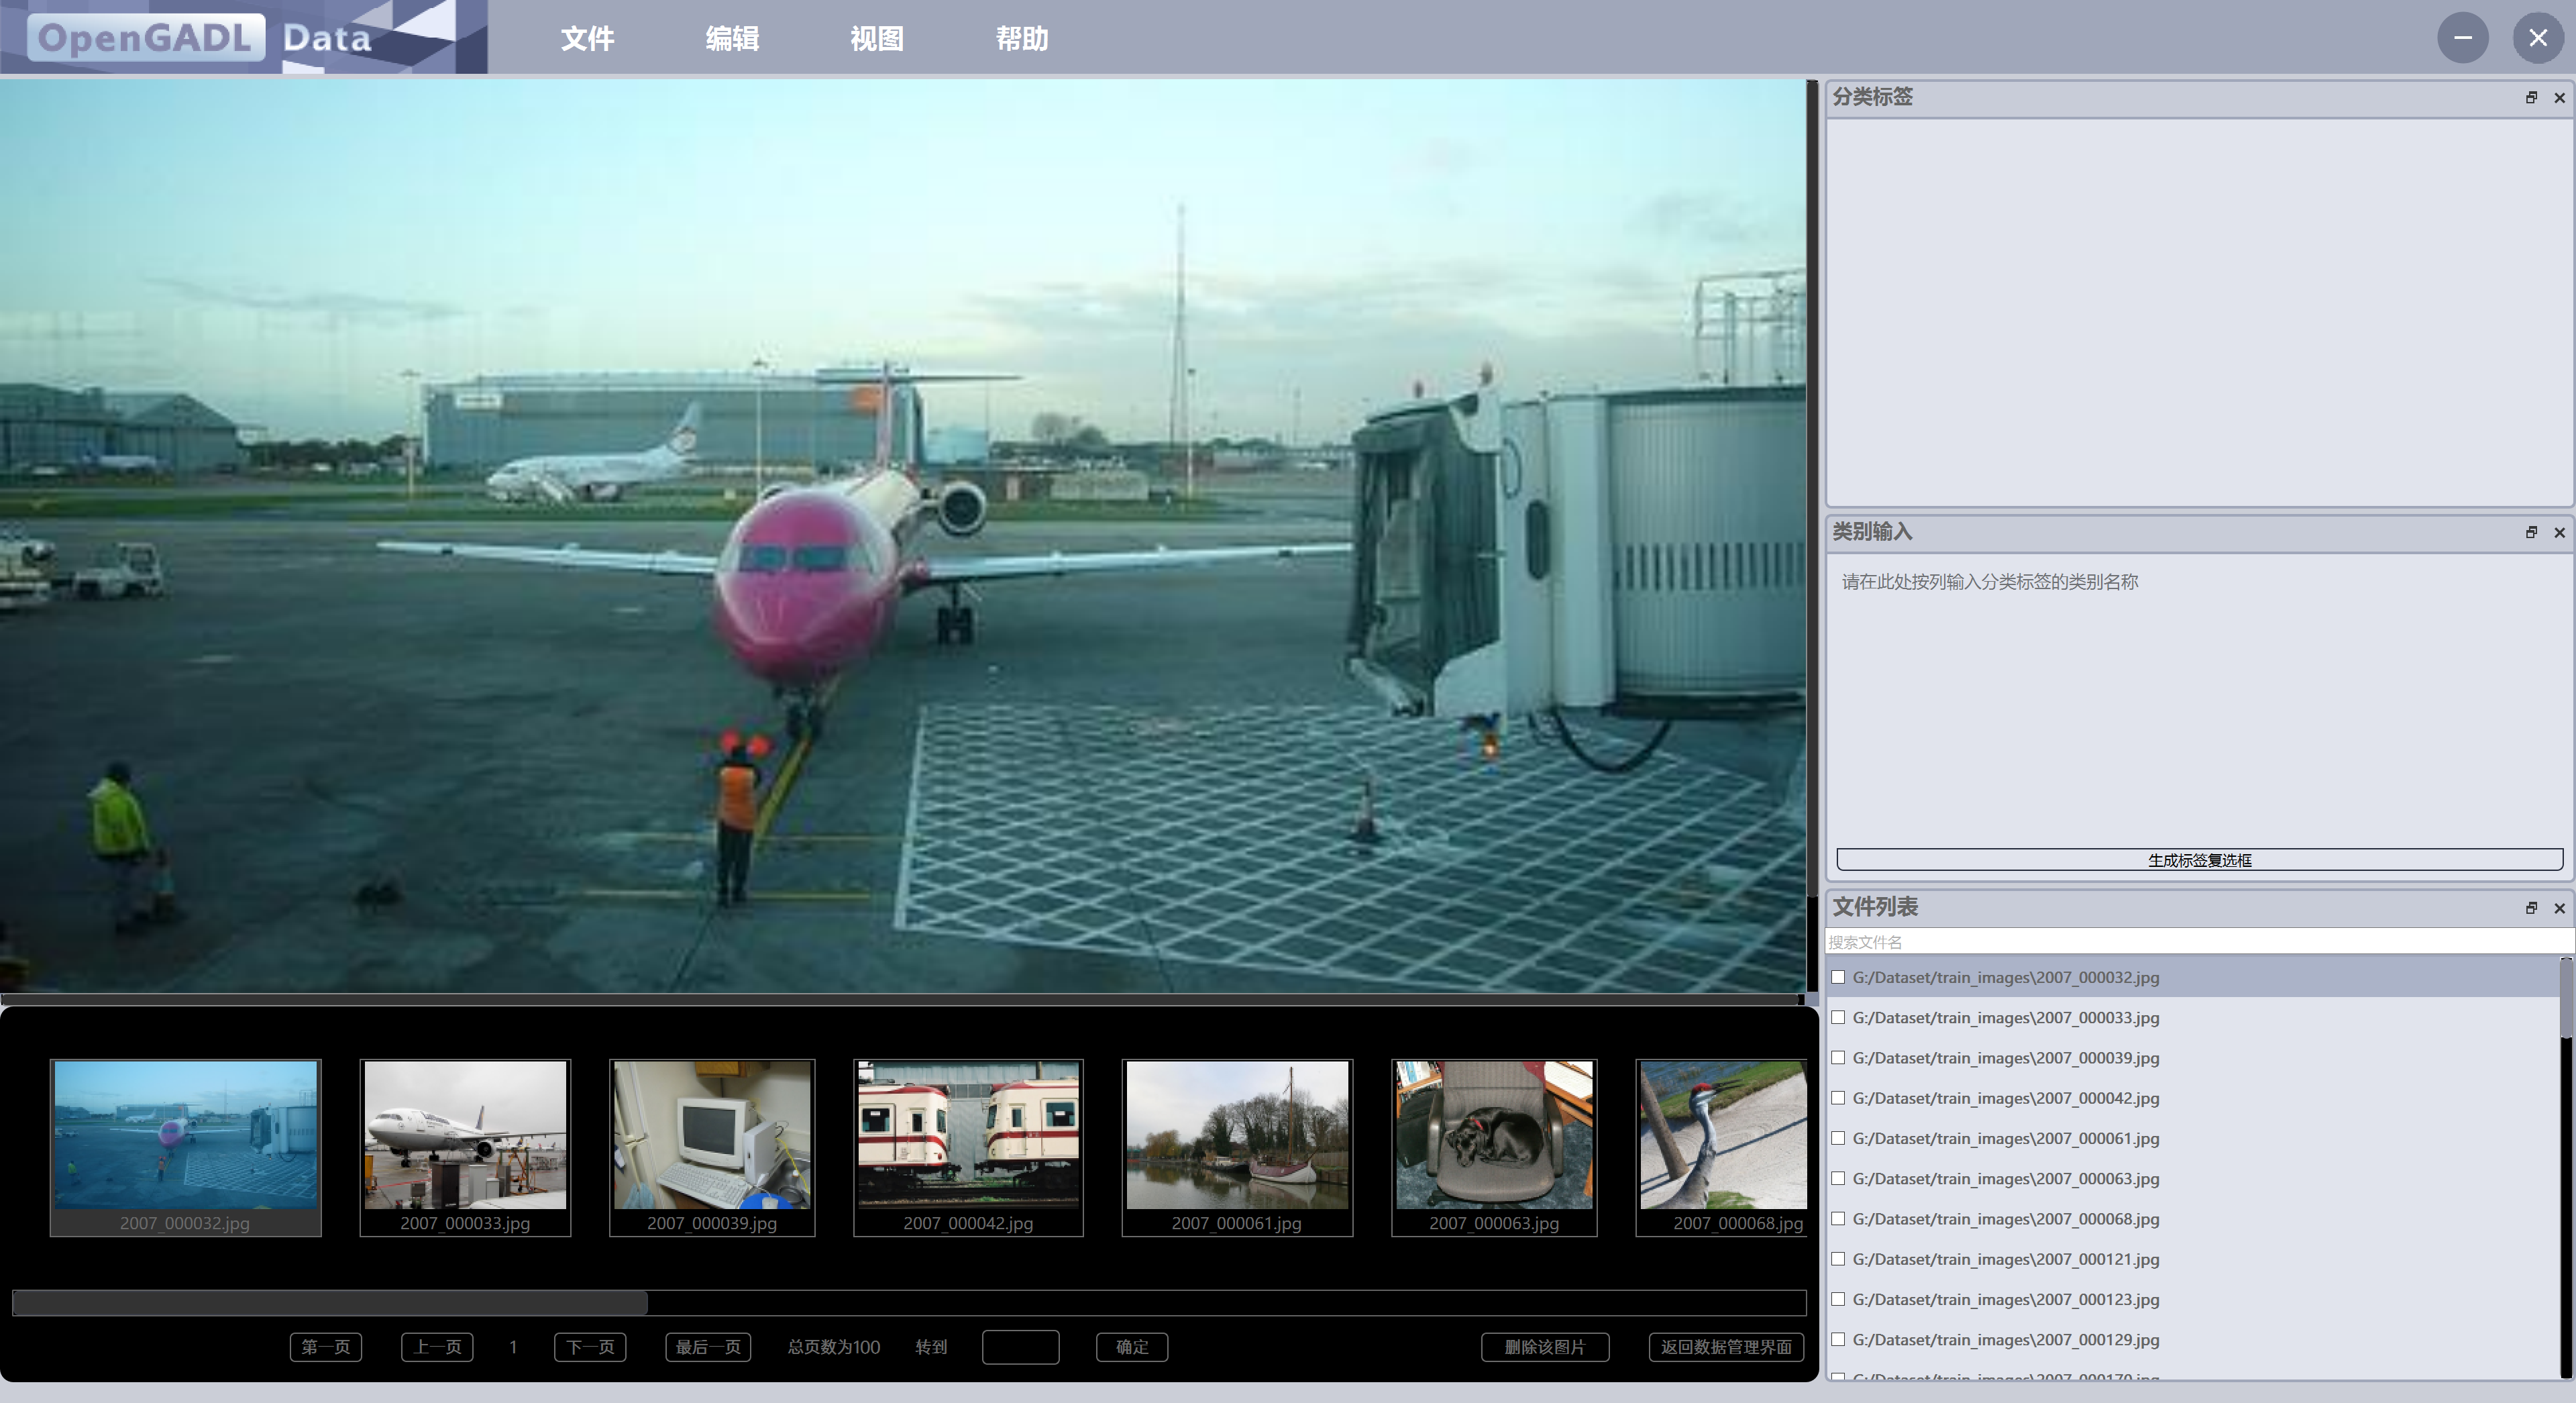 OpenGADL Data
文件 编辑 视图 帮助
分类标签
类别输入
请在此处按列输入分类标签的类别名称
生成标签复选框
文件列表
搜索文件名
G:/Dataset/train_images\2007_000032.jpg
G:/Dataset/train_images\2007_000033.jpg
G:/Dataset/train_images\2007_000039.jpg
G:/Dataset/train_images\2007_000042.jpg
G:/Dataset/train_images\2007_000061.jpg
G:/Dataset/train_images\2007_000063.jpg
G:/Dataset/train_images\2007_000068.jpg
G:/Dataset/train_images\2007_000121.jpg
G:/Dataset/train_images\2007_000123.jpg
G:/Dataset/train_images\2007_000129.jpg
G:/Dataset/train_images\2007_000170.jpg
2007_000032.jpg 2007_000033.jpg 2007_000039.jpg 2007_000042.jpg 2007_000061.jpg 2007_000063.jpg 2007_000068.jpg
第一页 上一页 1 下一页 最后一页 总页数为100 转到 确定 删除该图片 返回数据管理界面